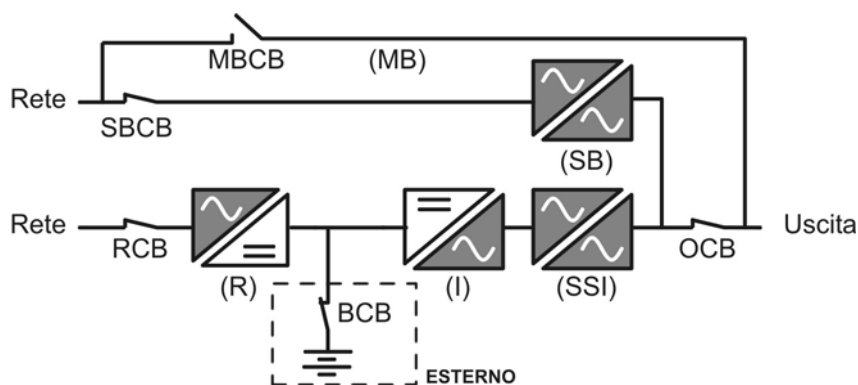 MBCB
(MB)
Rete
SBCB
(SB)
Rete
RCB
(R)
(I)
(SSI)
OCB
Uscita
BCB
ESTERNO